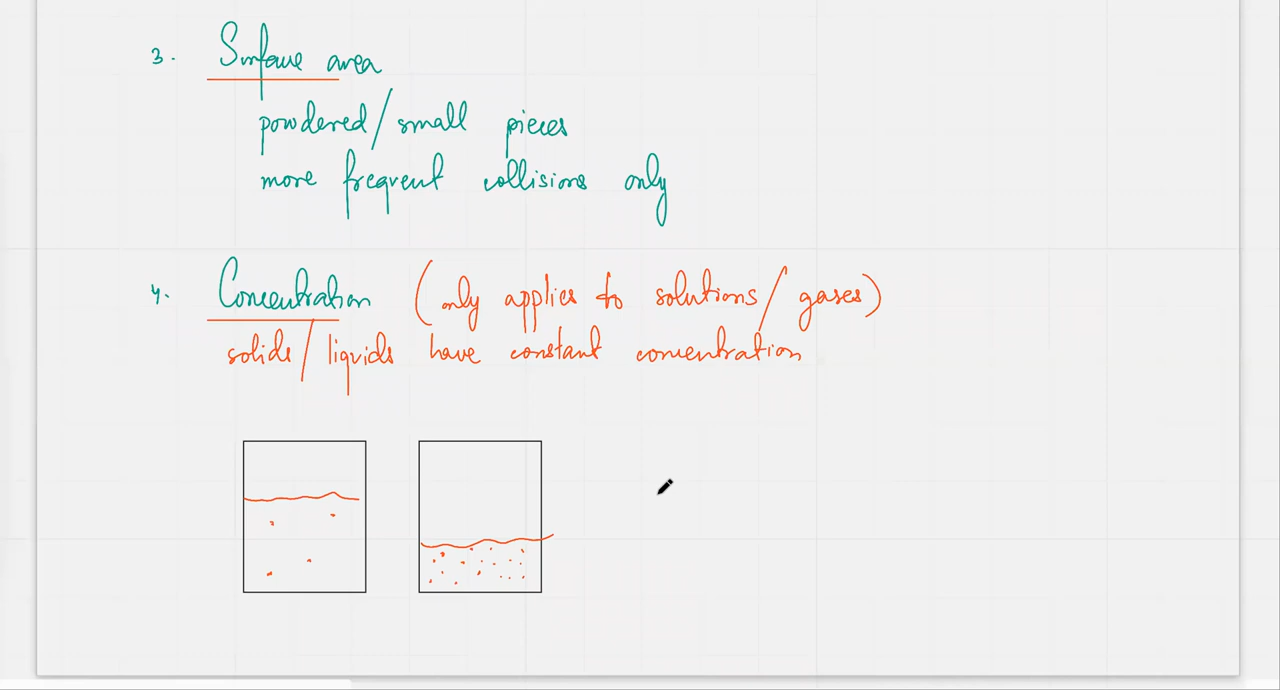 3. Surface area
powdered/small pieces
more frequent collisions only
4. Concentration (only applies to solutions/gases)
solids/liquids have constant concentration